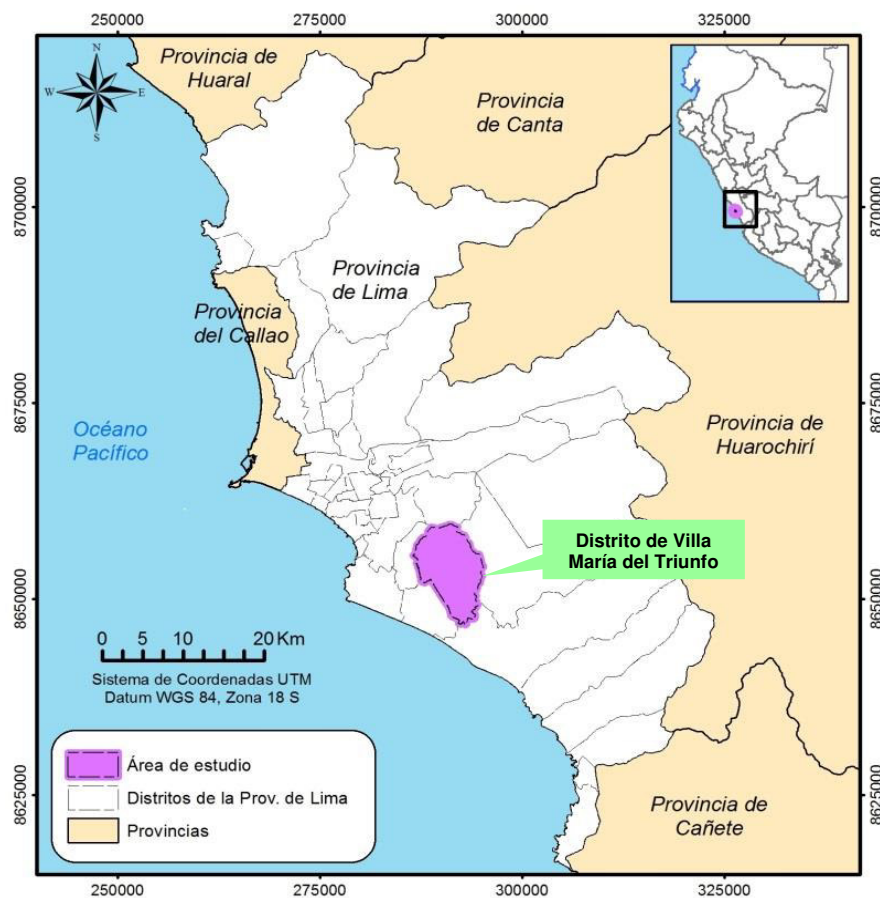 250000
275000
300000
325000
N
W
E
S
Provincia de
Huaral
Provincia
de Canta
8700000
8700000
Provincia
de Lima
Provincia
del Callao
8675000
8675000
Océano
Pacífico
Provincia de
Huarochirí
Distrito de Villa
María del Triunfo
8650000
8650000
0 5 10 20 Km
Sistema de Coordenadas UTM
Datum WGS 84, Zona 18 S
Área de estudio
Distritos de la Prov. de Lima
Provincias
8625000
8625000
Provincia de
Cañete
250000
275000
300000
325000